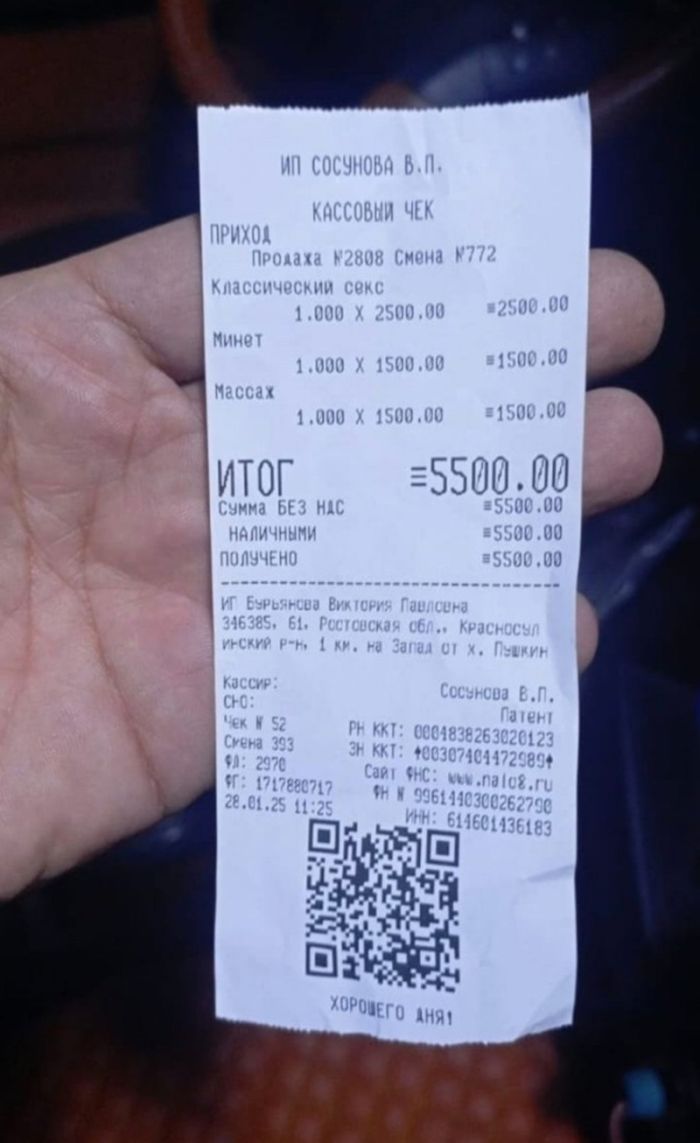 ИП СОСУНОВА В.П.
КАССОВЫЙ ЧЕК
ПРИХОД
Продажа №2808 Смена №772
Классический секс
1.000 X 2500.00 ≡2500.00
Минет
1.000 X 1500.00 ≡1500.00
Массаж
1.000 X 1500.00 ≡1500.00
ИТОГ ≡5500.00
Сумма БЕЗ НДС ≡5500.00
НАЛИЧНЫМИ ≡5500.00
ПОЛУЧЕНО ≡5500.00
ИП Бурьянова Виктория Павловна
346385, 61, Ростовская обл., Красносул
инский р-н, 1 км. на Запад от х. Пушкин
Кассир: Сосунова В.П.
СНО: Патент
Чек № 52 РН ККТ: 0004838263020123
Смена 393 ЗН ККТ: ↑00307404472989↑
ФД: 2970 Сайт ФНС: www.nalog.ru
ФП: 1717880717 ФН № 9961440300262790
28.01.25 11:25 ИНН: 614601436183
ХОРОШЕГО ДНЯ!